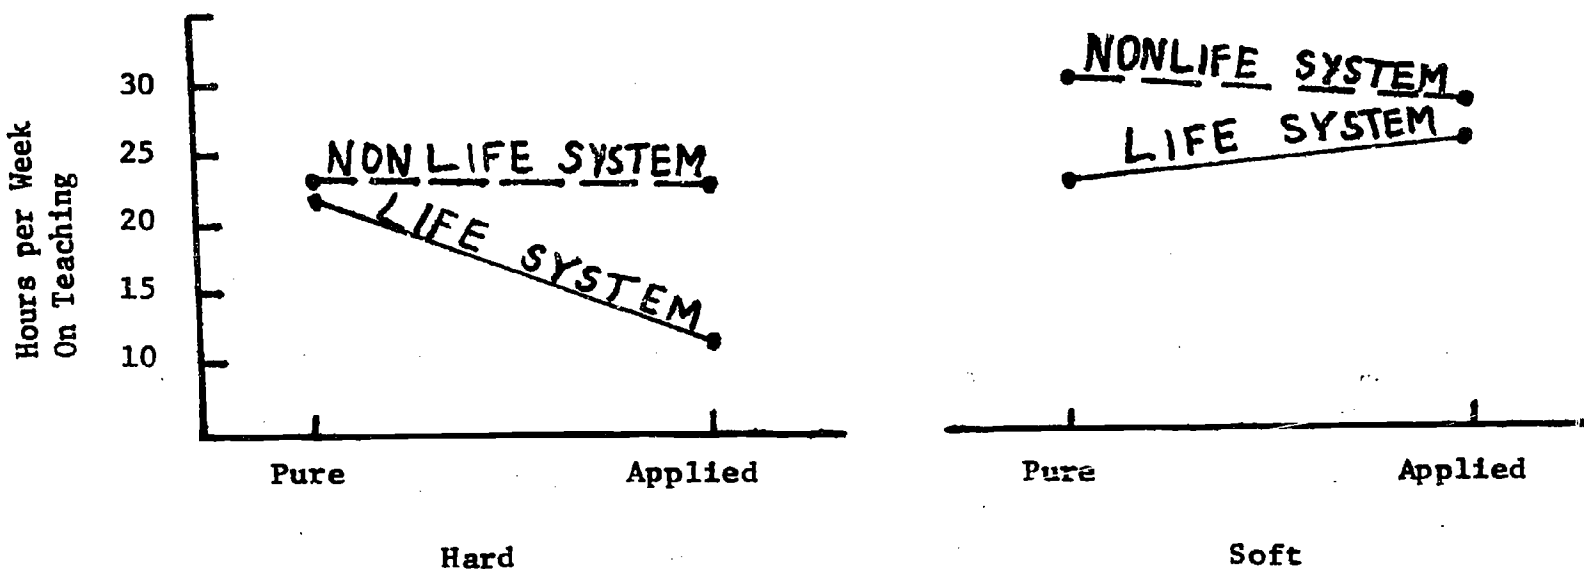 Hours per Week
On Teaching
30
25
20
15
10
NONLIFE SYSTEM
LIFE SYSTEM
Pure
Applied
Hard
NONLIFE SYSTEM
LIFE SYSTEM
Pure
Applied
Soft